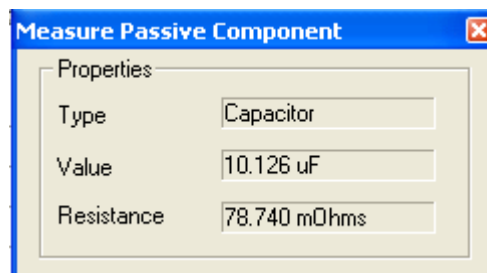 Measure Passive Component
Properties
Type Capacitor
Value 10.126 uF
Resistance 78.740 mOhms